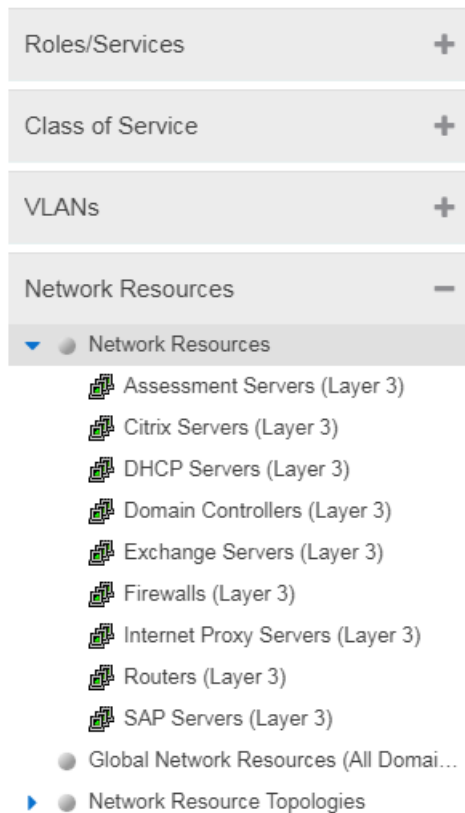 Roles/Services
Class of Service
VLANs
Network Resources
Network Resources
Assessment Servers (Layer 3)
Citrix Servers (Layer 3)
DHCP Servers (Layer 3)
Domain Controllers (Layer 3)
Exchange Servers (Layer 3)
Firewalls (Layer 3)
Internet Proxy Servers (Layer 3)
Routers (Layer 3)
SAP Servers (Layer 3)
Global Network Resources (All Domai...
Network Resource Topologies